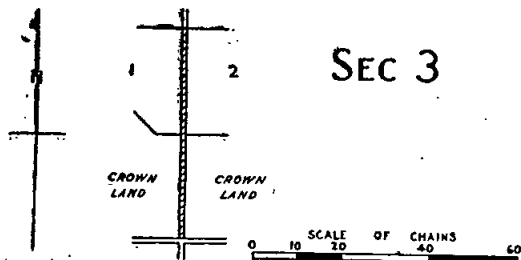 SEC 3
1
2
CROWN
LAND
CROWN
LAND
SCALE OF CHAINS
0 10 20 40 60